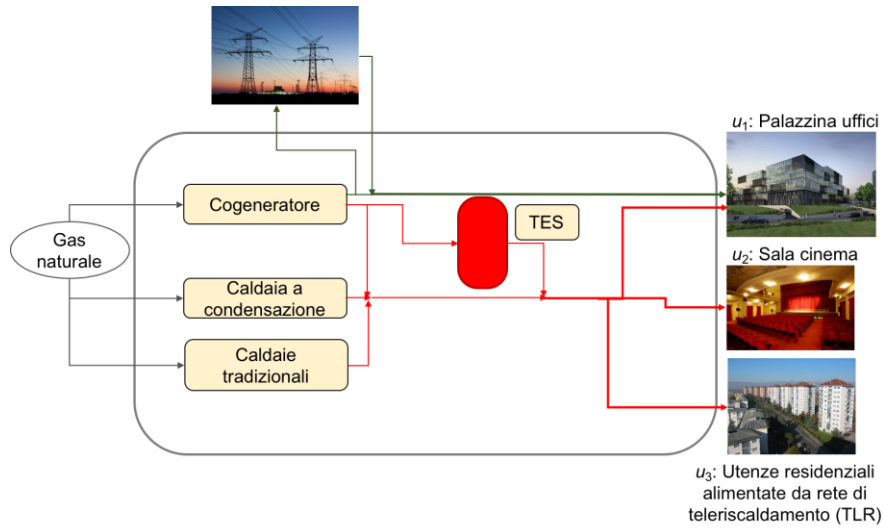 u1: Palazzina uffici
Cogeneratore
TES
Gas
naturale
u2: Sala cinema
Caldaia a
condensazione
Caldaie
tradizionali
u3: Utenze residenziali
alimentate da rete di
teleriscaldamento (TLR)